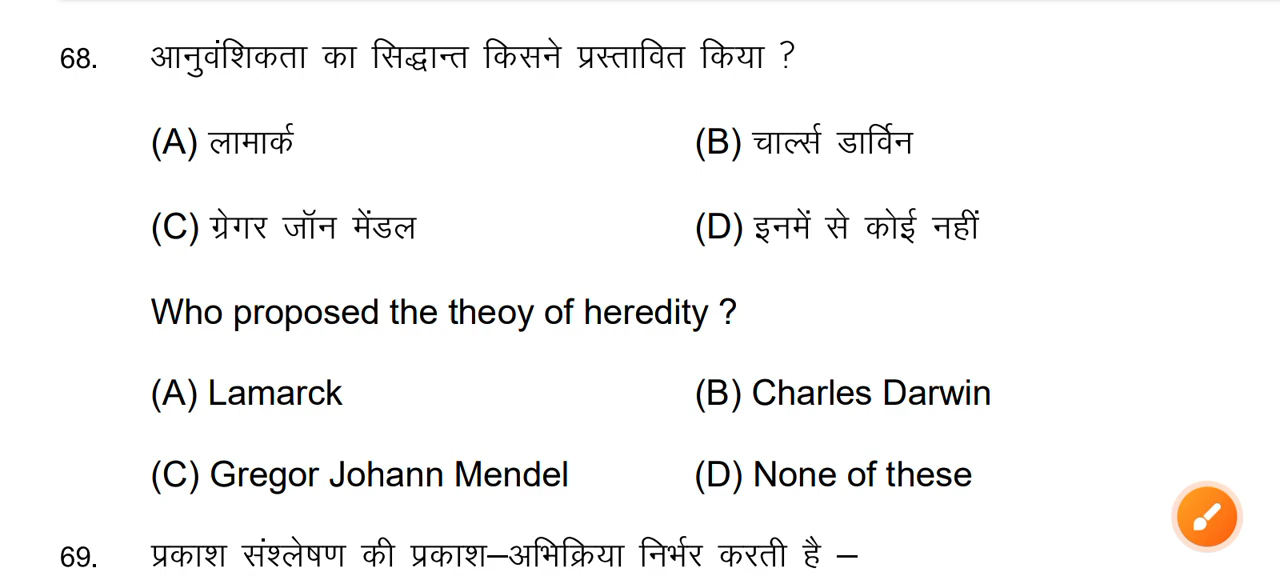 68. आनुवंशिकता का सिद्धान्त किसने प्रस्तावित किया ?
(A) लामार्क (B) चार्ल्स डार्विन
(C) ग्रेगर जॉन मेंडल (D) इनमें से कोई नहीं
Who proposed the theoy of heredity ?
(A) Lamarck (B) Charles Darwin
(C) Gregor Johann Mendel (D) None of these
69. प्रकाश संश्लेषण की प्रकाश–अभिक्रिया निर्भर करती है –